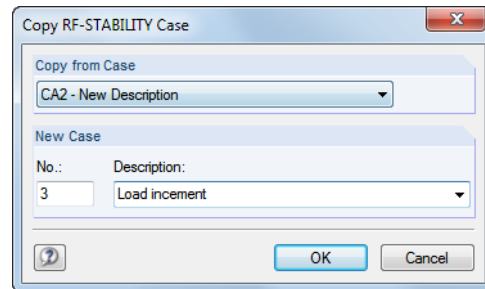 Copy RF-STABILITY Case
Copy from Case
CA2 - New Description
New Case
No.: Description:
3 Load incement
OK Cancel